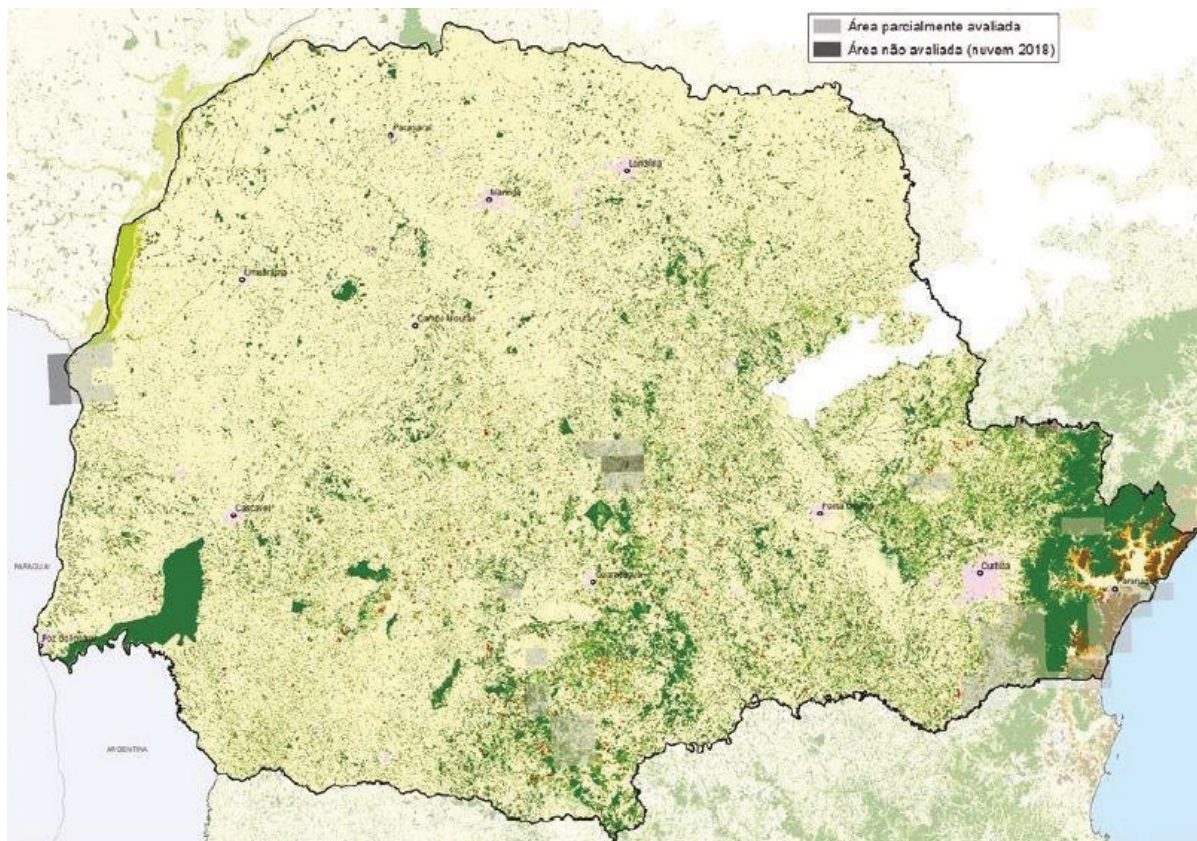 Área parcialmente avaliada
Área não avaliada (nuvem 2018)
Paranavaí
Londrina
Maringá
Umuarama
Campo Mourão
Cascavel
Ponta Grossa
PARAGUAI
Curitiba
Guarapuava
Paranaguá
Foz do Iguaçu
ARGENTINA